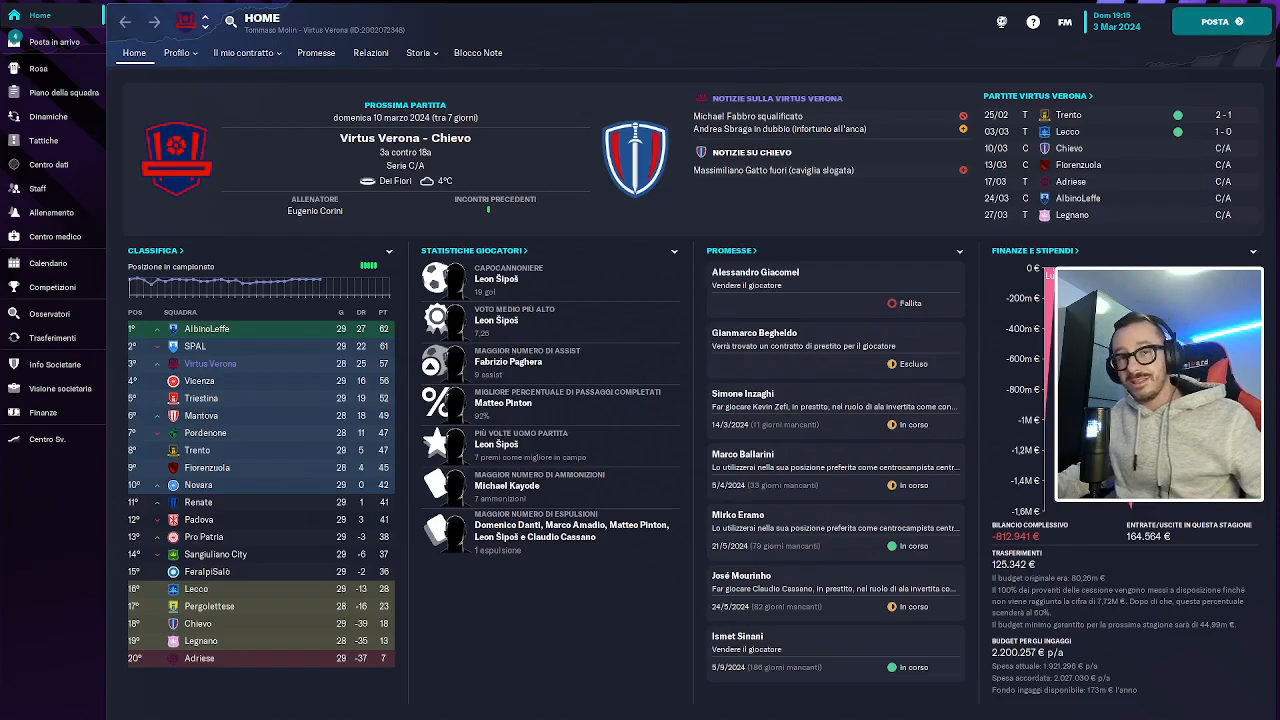 Home
4
Posta in arrivo
Rosa
Piano della squadra
Dinamiche
Tattiche
Centro dati
Staff
Allenamento
Centro medico
Calendario
Competizioni
Osservatori
Trasferimenti
Info Societarie
Visione societaria
Finanze
Centro Sv.
HOME
Tommaso Molin - Virtus Verona (ID:2002072348)
FM
Dom 19:15
3 Mar 2024
POSTA
Home
Profilo
Il mio contratto
Promesse
Relazioni
Storia
Blocco Note
PROSSIMA PARTITA
domenica 10 marzo 2024 (tra 7 giorni)
Virtus Verona - Chievo
3a contro 18a
Serie C/A
Dei Fiori 4°C
ALLENATORE
Eugenio Corini
INCONTRI PRECEDENTI
NOTIZIE SULLA VIRTUS VERONA
Michael Fabbro squalificato
Andrea Sbraga in dubbio (infortunio all'anca)
NOTIZIE SU CHIEVO
Massimiliano Gatto fuori (caviglia slogata)
PARTITE VIRTUS VERONA >
25/02 T Trento 2 - 1
03/03 T Lecco 1 - 0
10/03 C Chievo C/A
13/03 C Fiorenzuola C/A
17/03 T Adriese C/A
24/03 C AlbinoLeffe C/A
27/03 T Legnano C/A
CLASSIFICA >
Posizione in campionato
POS SQUADRA G DR PT
1° AlbinoLeffe 29 27 62
2° SPAL 29 22 61
3° Virtus Verona 28 25 57
4° Vicenza 29 16 56
5° Triestina 29 19 52
6° Mantova 28 18 49
7° Pordenone 28 11 47
8° Trento 29 5 47
9° Fiorenzuola 28 4 45
10° Novara 29 0 42
11° Renate 29 1 41
12° Padova 29 3 41
13° Pro Patria 29 -3 38
14° Sangiuliano City 29 -6 37
15° FeralpiSalò 29 -2 36
16° Lecco 29 -13 28
17° Pergolettese 28 -16 23
18° Chievo 28 -39 18
19° Legnano 28 -35 13
20° Adriese 29 -37 7
STATISTICHE GIOCATORI >
CAPOCANNONIERE
Leon Šipoš
19 gol
VOTO MEDIO PIÙ ALTO
Leon Šipoš
7,26
MAGGIOR NUMERO DI ASSIST
Fabrizio Paghera
9 assist
MIGLIORE PERCENTUALE DI PASSAGGI COMPLETATI
Matteo Pinton
92%
PIÙ VOLTE UOMO PARTITA
Leon Šipoš
7 premi come migliore in campo
MAGGIOR NUMERO DI AMMONIZIONI
Michael Kayode
7 ammonizioni
MAGGIOR NUMERO DI ESPULSIONI
Domenico Danti, Marco Amadio, Matteo Pinton,
Leon Šipoš e Claudio Cassano
1 espulsione
PROMESSE >
Alessandro Giacomel
Vendere il giocatore
Fallita
Gianmarco Begheldo
Verrà trovato un contratto di prestito per il giocatore
Escluso
Simone Inzaghi
Far giocare Kevin Zefi, in prestito, nel ruolo di ala invertita come con...
14/3/2024 (11 giorni mancanti) In corso
Marco Ballarini
Lo utilizzerai nella sua posizione preferita come centrocampista centr...
5/4/2024 (33 giorni mancanti) In corso
Mirko Eramo
Lo utilizzerai nella sua posizione preferita come centrocampista centr...
21/5/2024 (79 giorni mancanti) In corso
José Mourinho
Far giocare Claudio Cassano, in prestito, nel ruolo di ala invertita co...
24/5/2024 (82 giorni mancanti) In corso
Ismet Sinani
Vendere il giocatore
5/9/2024 (186 giorni mancanti) In corso
FINANZE E STIPENDI >
0 €
-200m €
-400m €
-600m €
-800m €
-1M €
-1,2M €
-1,4M €
-1,6M €
BILANCIO COMPLESSIVO
-812.941 €
ENTRATE/USCITE IN QUESTA STAGIONE
164.564 €
TRASFERIMENTI
125.342 €
Il budget originale era: 80,26m €
Il 100% dei proventi delle cessione vengono messi a disposizione finché
non viene raggiunta la cifra di 7,72M €. Dopo di che, questa percentuale
scenderà al 60%.
Il budget minimo garantito per la prossima stagione sarà di 44,99m €.
BUDGET PER GLI INGAGGI
2.200.257 € p/a
Spesa attuale: 1.921.296 € p/a
Spesa accordata: 2.027.030 € p/a
Fondo ingaggi disponibile: 173m € l'anno